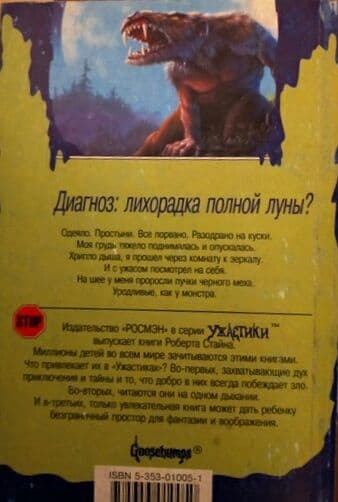 Диагноз: лихорадка полной луны?
Одеяло. Простыни. Все порвано. Разодрано на куски.
Моя грудь тяжело поднималась и опускалась.
Хрипло дыша, я прошел через комнату к зеркалу.
И с ужасом посмотрел на себя.
На шее у меня проросли пучки черного меха.
Уродливые, как у монстра.
STOP
Издательство «РОСМЭН» в серии УЖАСТИКИ™
выпускает книги Роберта Стайна.
Миллионы детей во всем мире зачитываются этими книгами.
Что привлекает их в «Ужастиках»? Во-первых, захватывающие дух
приключения и тайны и то, что добро в них всегда побеждает зло.
Во-вторых, читаются они на одном дыхании.
И в-третьих, только увлекательная книга может дать ребенку
безграничный простор для фантазии и воображения.
Goosebumps®
ISBN 5-353-01005-1